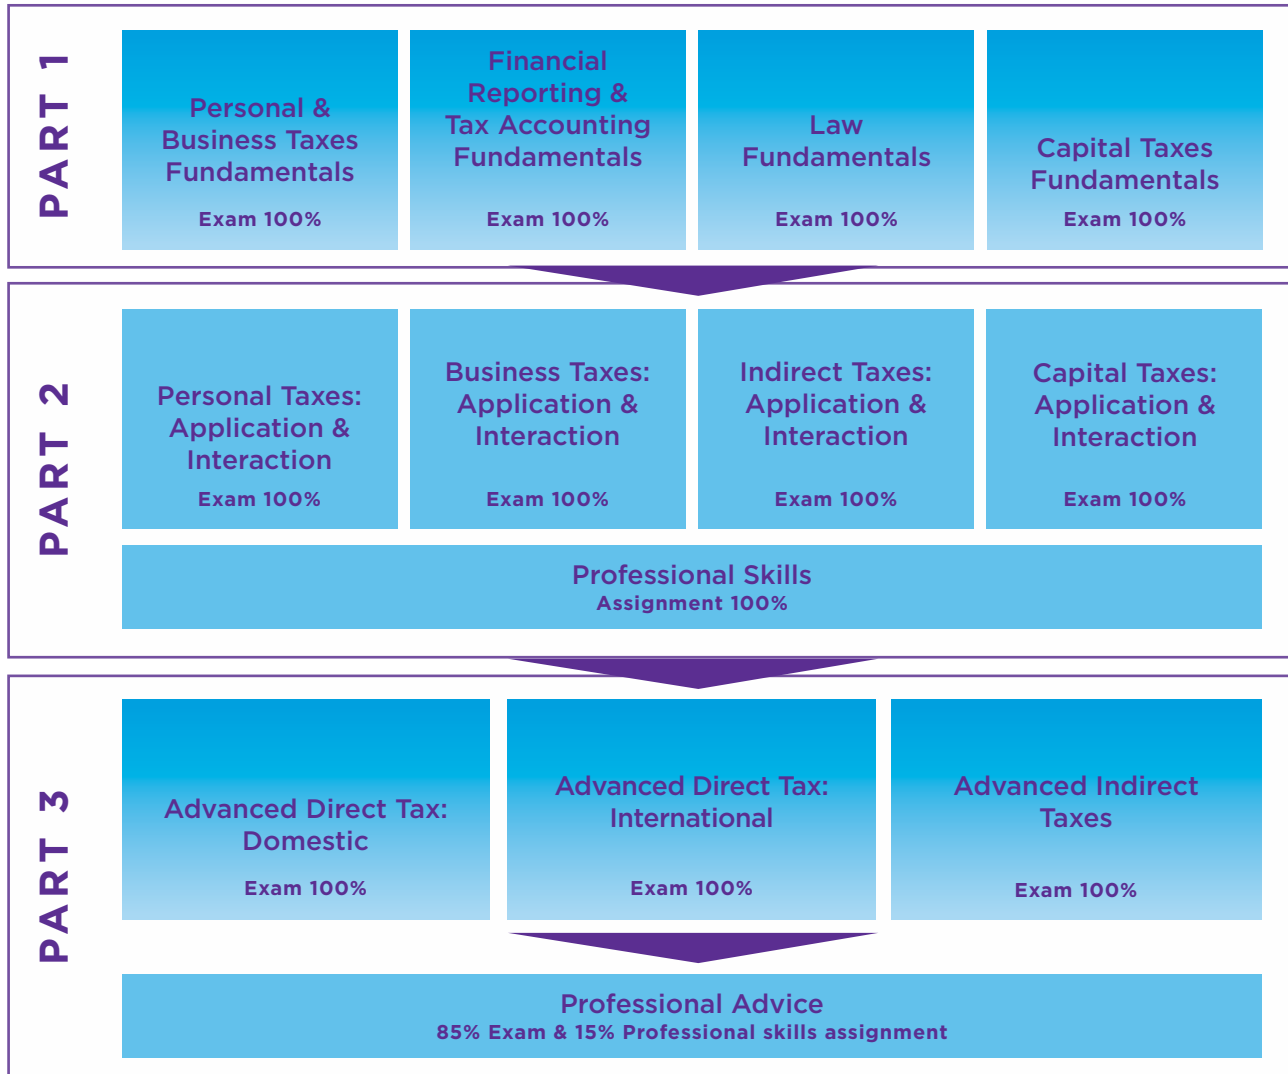 PART 1
Personal &
Business Taxes
Fundamentals
Exam 100%
Financial
Reporting &
Tax Accounting
Fundamentals
Exam 100%
Law
Fundamentals
Exam 100%
Capital Taxes
Fundamentals
Exam 100%
PART 2
Personal Taxes:
Application &
Interaction
Exam 100%
Business Taxes:
Application &
Interaction
Exam 100%
Indirect Taxes:
Application &
Interaction
Exam 100%
Capital Taxes:
Application &
Interaction
Exam 100%
Professional Skills
Assignment 100%
PART 3
Advanced Direct Tax:
Domestic
Exam 100%
Advanced Direct Tax:
International
Exam 100%
Advanced Indirect
Taxes
Exam 100%
Professional Advice
85% Exam & 15% Professional skills assignment